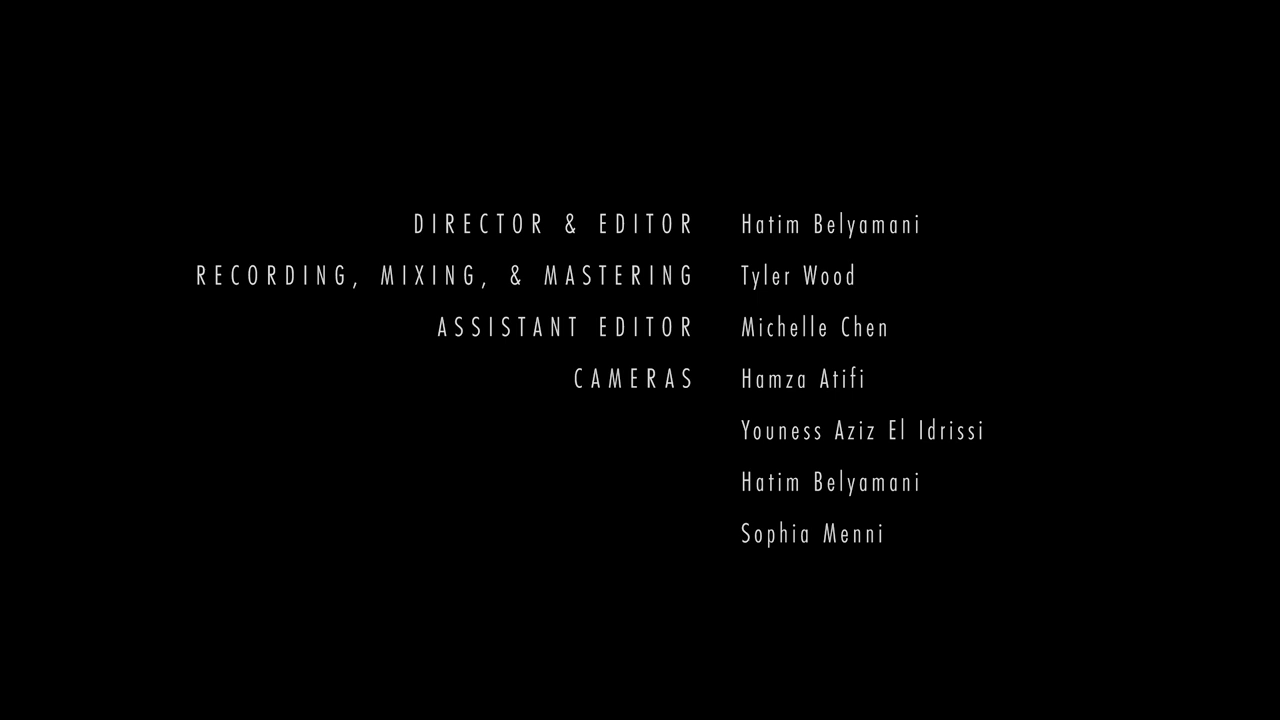 DIRECTOR & EDITOR Hatim Belyamani
RECORDING, MIXING, & MASTERING Tyler Wood
ASSISTANT EDITOR Michelle Chen
CAMERAS Hamza Atifi
Youness Aziz El Idrissi
Hatim Belyamani
Sophia Menni